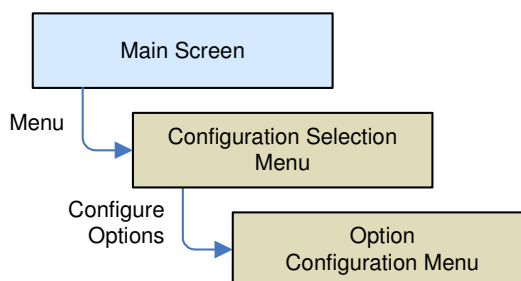 Main Screen
Menu
Configuration Selection
Menu
Configure
Options
Option
Configuration Menu